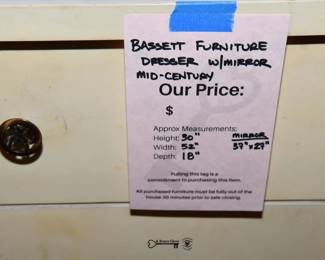 BASSETT FURNITURE
DRESSER W/MIRROR
MID-CENTURY
Our Price:
$
Approx Measurements:
Height: 30" MIRROR
Width: 52" 37" x 27"
Depth: 18"
Pulling this tag is a
commitment to purchasing this item.
All purchased furniture must be fully out of the
house 30 minutes prior to sale closing.